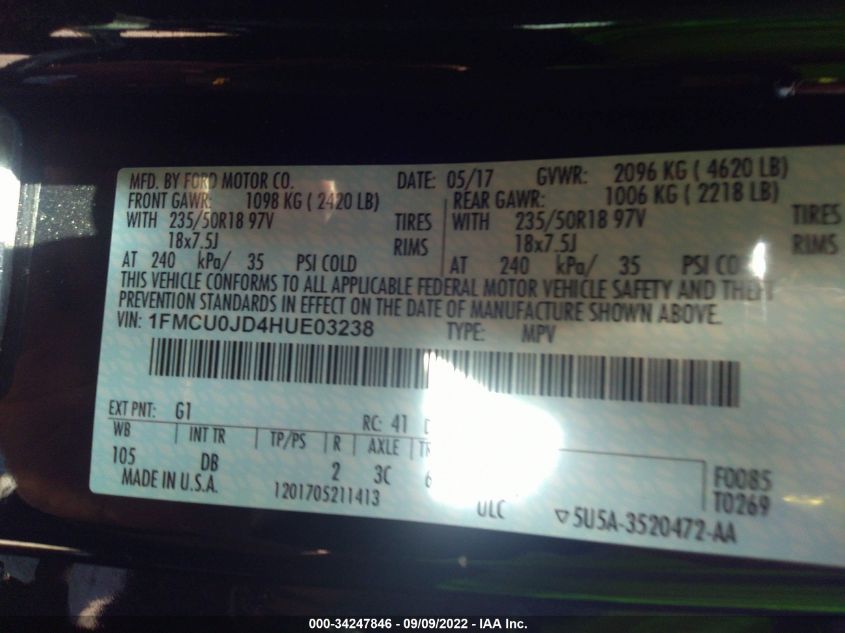 MFD. BY FORD MOTOR CO. DATE: 05/17 GVWR: 2096 KG ( 4620 LB)
FRONT GAWR: 1098 KG ( 2420 LB) REAR GAWR: 1006 KG ( 2218 LB)
WITH 235/50R18 97V TIRES WITH 235/50R18 97V TIRES
18x7.5J RIMS 18x7.5J RIMS
AT 240 kPa/ 35 PSI COLD AT 240 kPa/ 35 PSI CO
THIS VEHICLE CONFORMS TO ALL APPLICABLE FEDERAL MOTOR VEHICLE SAFETY AND THEFT
PREVENTION STANDARDS IN EFFECT ON THE DATE OF MANUFACTURE SHOWN ABOVE.
VIN: 1FMCU0JD4HUE03238 TYPE: MPV
EXT PNT: G1 RC: 41
WB INT TR TP/PS R AXLE
105 DB 2 3C
MADE IN U.S.A. 1201705211413 ULC
F0085
T0269
▽5U5A-3520472-AA
000-34247846 - 09/09/2022 - IAA Inc.